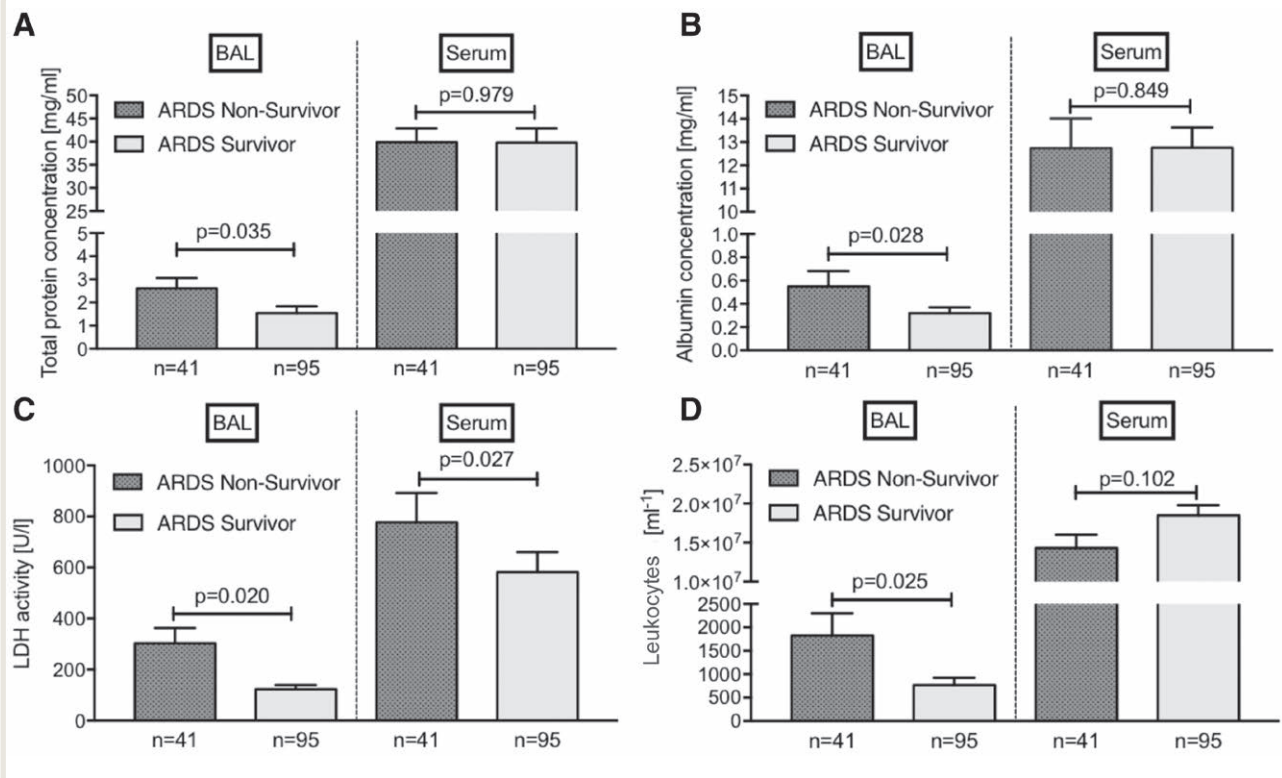 A
BAL
Serum
Total protein concentration [mg/ml]
50
45
40
35
30
25
5
4
3
2
1
0
ARDS Non-Survivor
ARDS Survivor
p=0.979
p=0.035
n=41
n=95
n=41
n=95
B
BAL
Serum
Albumin concentration [mg/ml]
15
14
13
12
11
10
1.0
0.8
0.6
0.4
0.2
0.0
ARDS Non-Survivor
ARDS Survivor
p=0.849
p=0.028
n=41
n=95
n=41
n=95
C
BAL
Serum
LDH activity [U/l]
1000
800
600
400
200
0
ARDS Non-Survivor
ARDS Survivor
p=0.027
p=0.020
n=41
n=95
n=41
n=95
D
BAL
Serum
Leukocytes [ml⁻¹]
2.5×10⁷
2.0×10⁷
1.5×10⁷
1.0×10⁷
2500
2000
1500
1000
500
0
ARDS Non-Survivor
ARDS Survivor
p=0.102
p=0.025
n=41
n=95
n=41
n=95